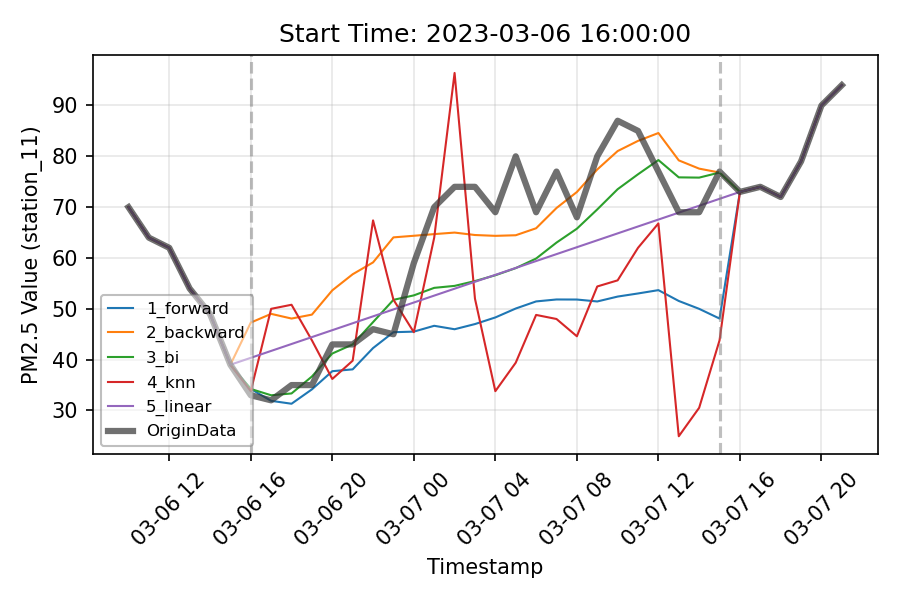 Start Time: 2023-03-06 16:00:00
PM2.5 Value (station_11)
90
80
70
60
50
40
30
1_forward
2_backward
3_bi
4_knn
5_linear
OriginData
03-06 12
03-06 16
03-06 20
03-07 00
03-07 04
03-07 08
03-07 12
03-07 16
03-07 20
Timestamp